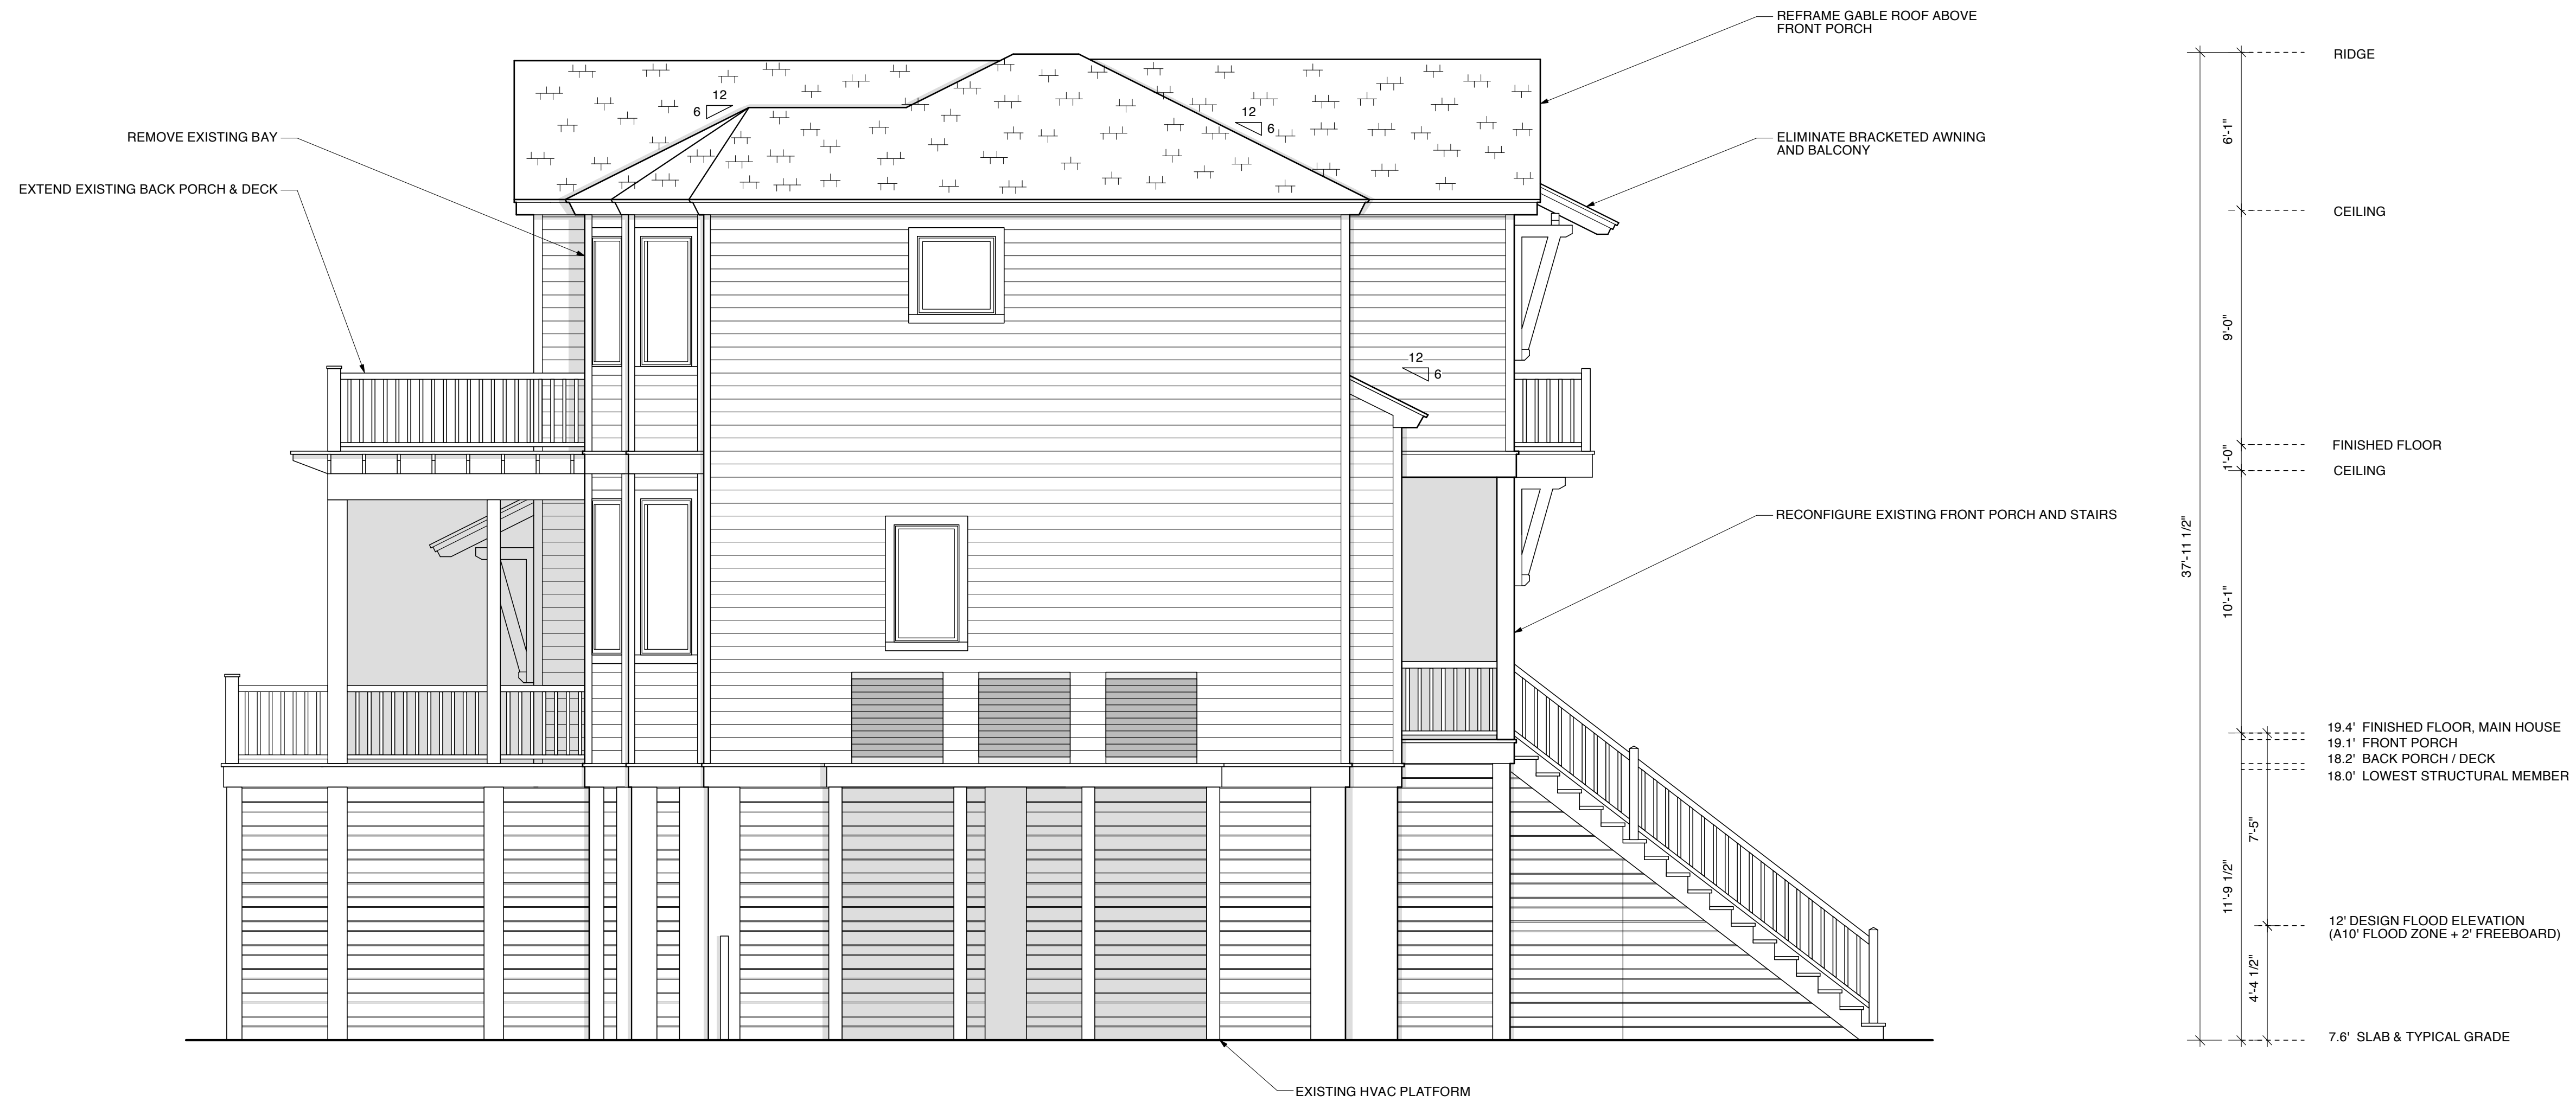 REFRAME GABLE ROOF ABOVE
FRONT PORCH
RIDGE
12
6
12
6
6'-1"
REMOVE EXISTING BAY
ELIMINATE BRACKETED AWNING
AND BALCONY
EXTEND EXISTING BACK PORCH & DECK
CEILING
9'-0"
12
6
FINISHED FLOOR
1'-0"
CEILING
RECONFIGURE EXISTING FRONT PORCH AND STAIRS
37'-11 1/2"
10'-1"
19.4' FINISHED FLOOR, MAIN HOUSE
19.1' FRONT PORCH
18.2' BACK PORCH / DECK
18.0' LOWEST STRUCTURAL MEMBER
7'-5"
11'-9 1/2"
12' DESIGN FLOOD ELEVATION
(A10' FLOOD ZONE + 2' FREEBOARD)
4'-4 1/2"
7.6' SLAB & TYPICAL GRADE
EXISTING HVAC PLATFORM